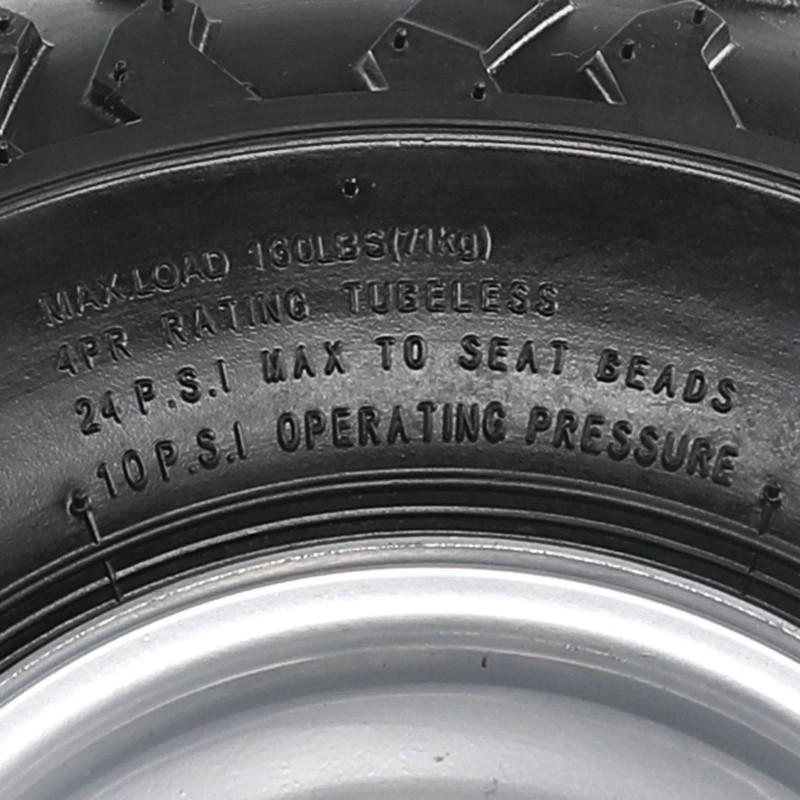 MAX.LOAD 160LBS(71kg)
4PR RATING TUBELESS
24 P.S.I MAX TO SEAT BEADS
10 P.S.I OPERATING PRESSURE